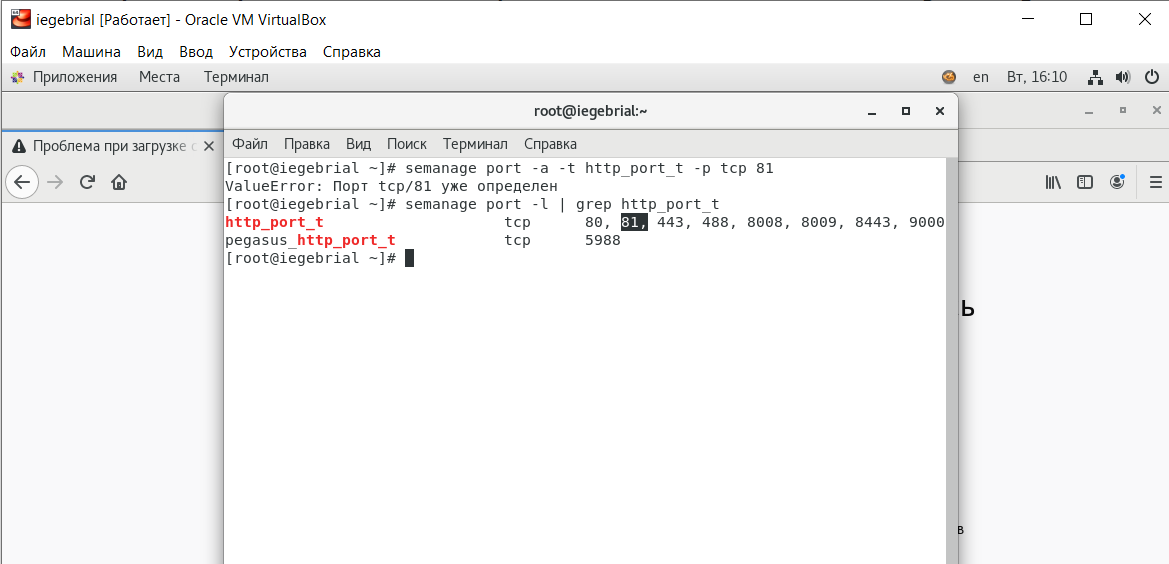 iegebrial [Работает] - Oracle VM VirtualBox
Файл Машина Вид Ввод Устройства Справка
Приложения Места Терминал en Вт, 16:10
root@iegebrial:~
Проблема при загрузке с
Файл Правка Вид Поиск Терминал Справка
[root@iegebrial ~]# semanage port -a -t http_port_t -p tcp 81
ValueError: Порт tcp/81 уже определен
[root@iegebrial ~]# semanage port -l | grep http_port_t
http_port_t tcp 80, 81, 443, 488, 8008, 8009, 8443, 9000
pegasus_http_port_t tcp 5988
[root@iegebrial ~]#
ь
в